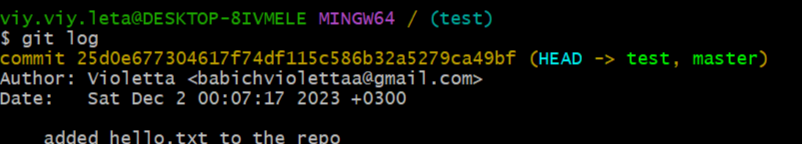 viy.viy.leta@DESKTOP-8IVMELE MINGW64 / (test)
$ git log
commit 25d0e677304617f74df115c586b32a5279ca49bf (HEAD -> test, master)
Author: Violetta <babichviolettaa@gmail.com>
Date:   Sat Dec 2 00:07:17 2023 +0300
    added hello.txt to the repo